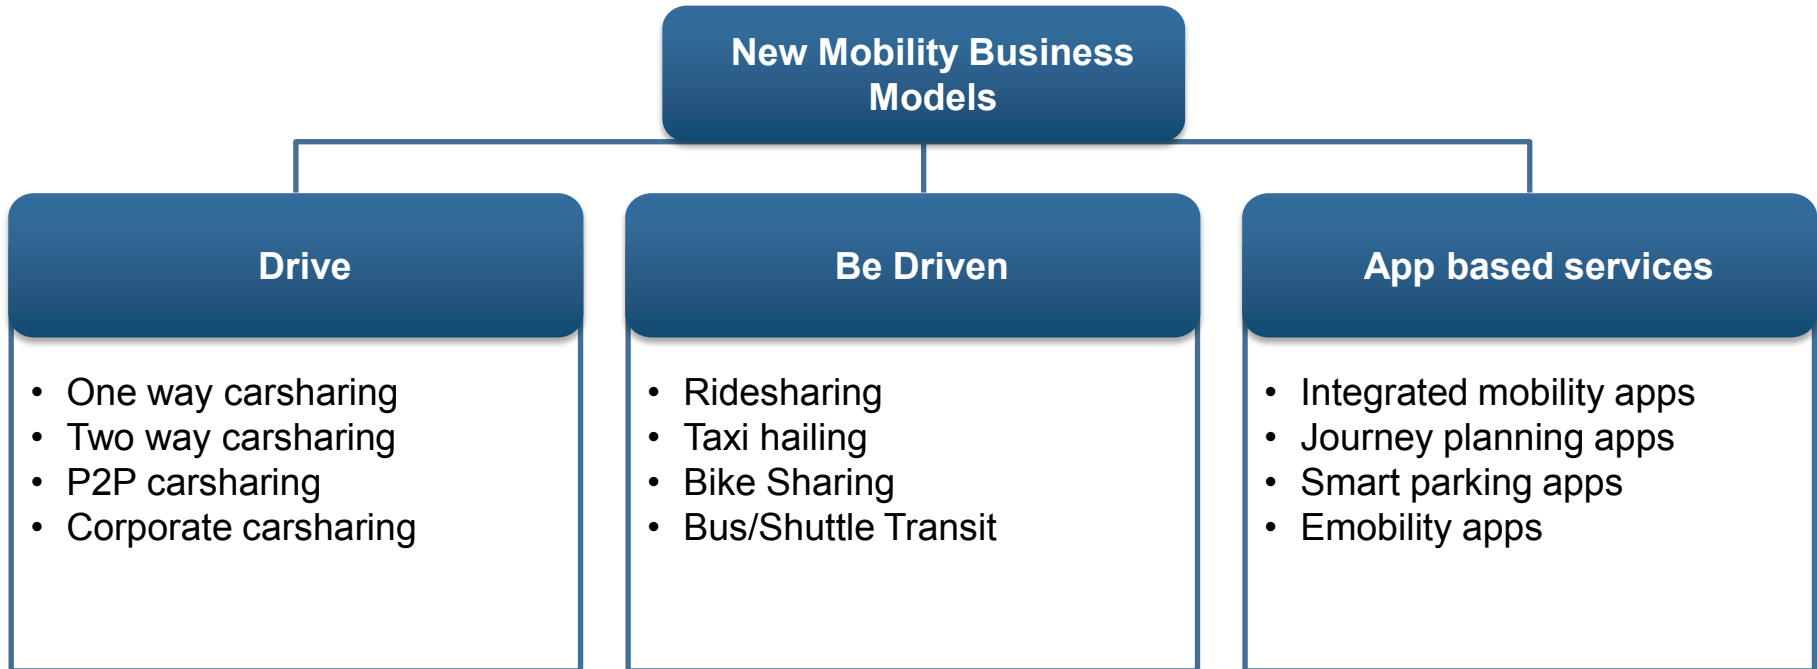 New Mobility Business
Models
Drive
Be Driven
App based services
• One way carsharing
• Two way carsharing
• P2P carsharing
• Corporate carsharing
• Ridesharing
• Taxi hailing
• Bike Sharing
• Bus/Shuttle Transit
• Integrated mobility apps
• Journey planning apps
• Smart parking apps
• Emobility apps